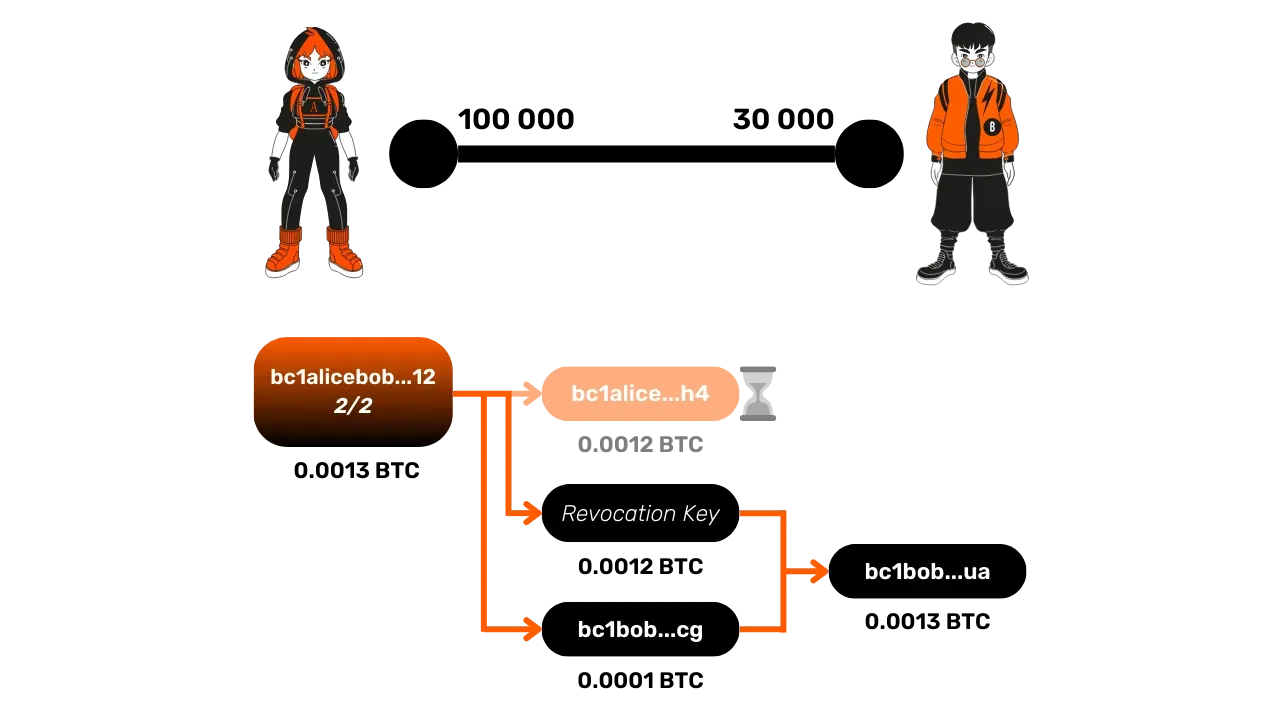 100 000
30 000
A
B
bc1alicebob...12
2/2
0.0013 BTC
bc1alice...h4
0.0012 BTC
Revocation Key
0.0012 BTC
bc1bob...cg
0.0001 BTC
bc1bob...ua
0.0013 BTC